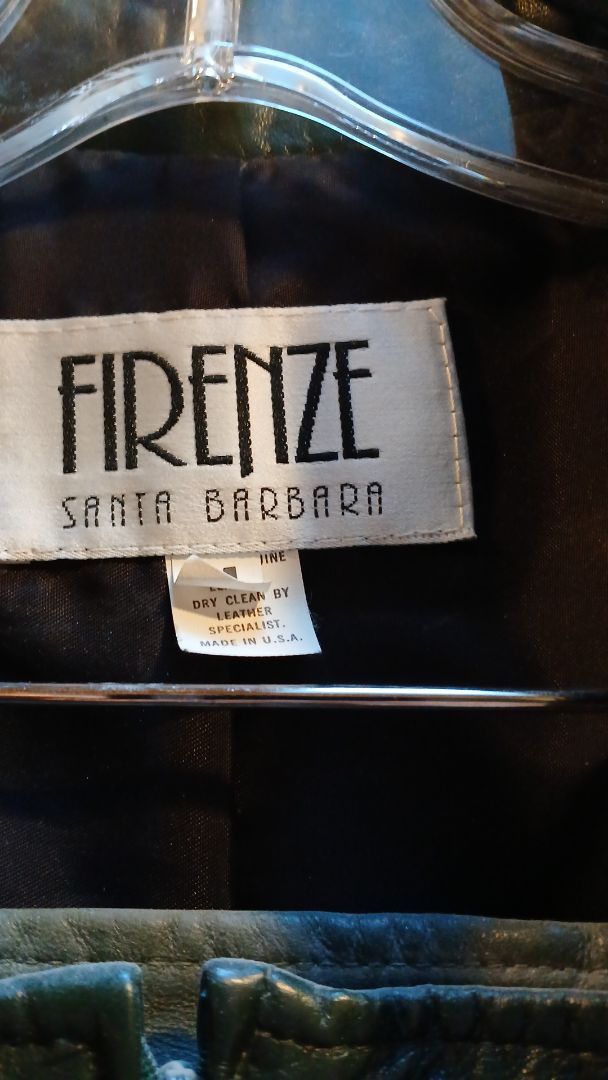 FIRENZE
SANTA BARBARA
DRY CLEAN BY
LEATHER
SPECIALIST.
MADE IN U.S.A.